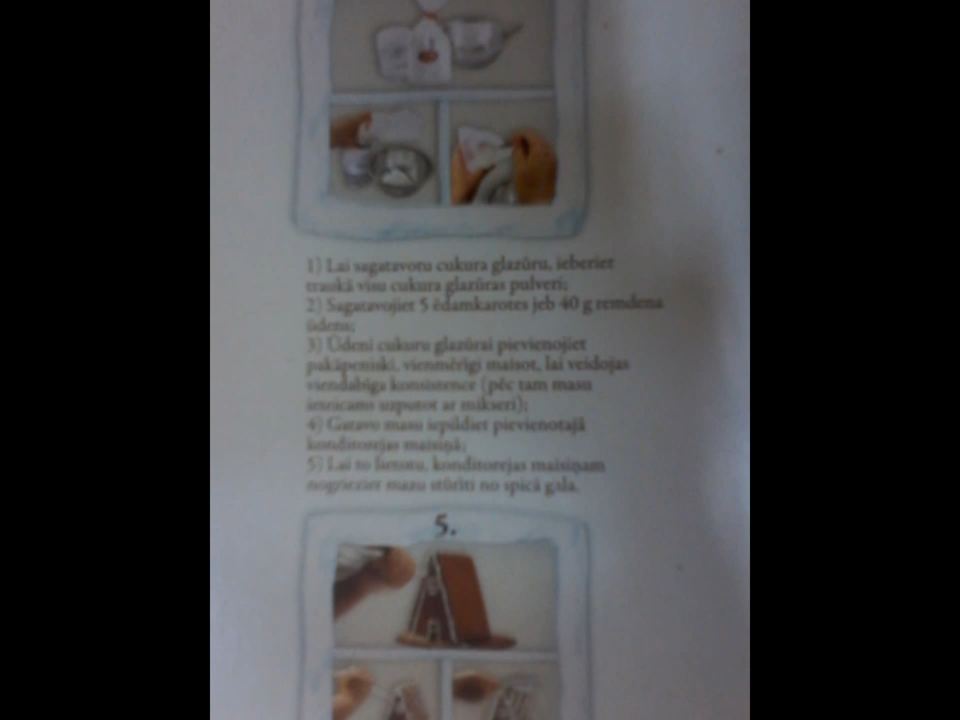 1) Lai sagatavotu cukura glazūru, ieberiet
traukā visu cukura glazūras pulveri;
2) Sagatavojiet 5 ēdamkarotes jeb 40 g remdena
ūdens;
3) Ūdeni cukura glazūrai pievienojiet
pakāpeniski, vienmērīgi maisot, lai veidojas
viendabīga konsistence (pēc tam masu
ieteicams uzputot ar mikseri);
4) Gatavo masu iepildiet pievienotajā
konditorejas maisiņā;
5) Lai to lietotu, konditorejas maisiņam
nogrieziet mazu stūrīti no spicā gala.
5.